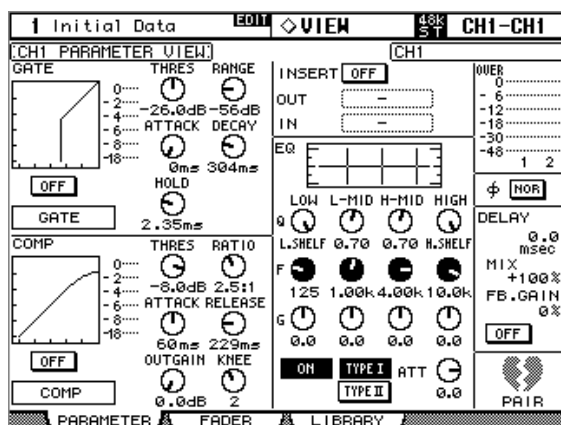 1 Initial Data EDIT ◇VIEW 48K ST CH1-CH1
CH1 PARAMETER VIEW
CH1
GATE
THRES RANGE
0
-2
-4
-6
-8
-18
-26.0dB -56dB
ATTACK DECAY
0ms 304ms
HOLD
2.35ms
OFF
GATE
COMP
THRES RATIO
0
-2
-4
-6
-8
-18
-8.0dB 2.5:1
ATTACK RELEASE
60ms 229ms
OUTGAIN KNEE
0.0dB 2
OFF
COMP
INSERT OFF
OUT -
IN -
EQ
LOW L-MID H-MID HIGH
Q
L.SHELF 0.70 0.70 H.SHELF
F
125 1.00k 4.00k 10.0k
G
0.0 0.0 0.0 0.0
ON TYPE I ATT
TYPE II 0.0
OVER
0
-6
-12
-18
-30
-48
1 2
ϕ NOR
DELAY
0.0
msec
MIX
+100%
FB.GAIN
0%
OFF
PAIR
PARAMETER FADER LIBRARY